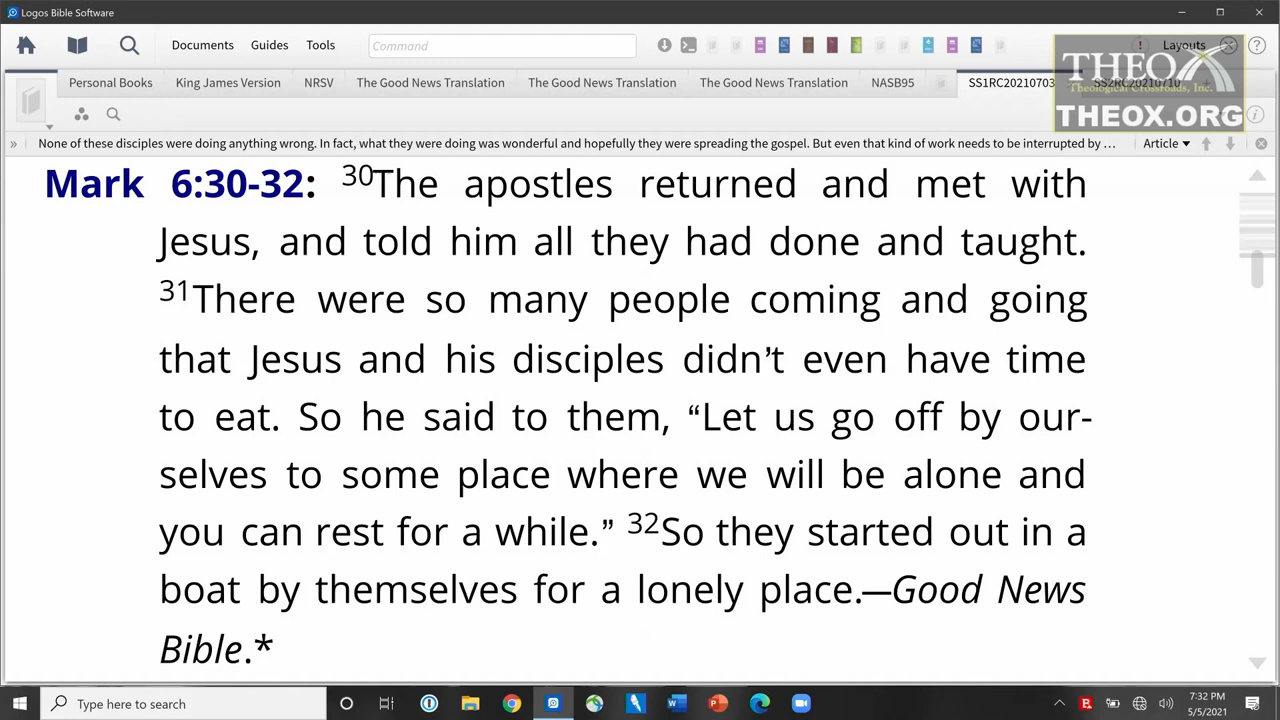 Logos Bible Software
Documents Guides Tools Command Layouts
Personal Books King James Version NRSV The Good News Translation The Good News Translation The Good News Translation NASB95 SS1RC20210703
THEOX
Theological Crossroads, Inc.
THEOX.ORG
» None of these disciples were doing anything wrong. In fact, what they were doing was wonderful and hopefully they were spreading the gospel. But even that kind of work needs to be interrupted by … Article
Mark 6:30-32: 30The apostles returned and met with
Jesus, and told him all they had done and taught.
31There were so many people coming and going
that Jesus and his disciples didn’t even have time
to eat. So he said to them, “Let us go off by our-
selves to some place where we will be alone and
you can rest for a while.” 32So they started out in a
boat by themselves for a lonely place.—Good News
Bible.*
Type here to search
7:32 PM
5/5/2021